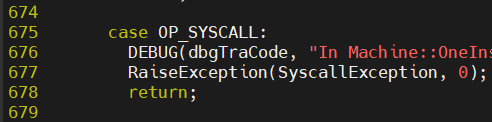 674
675 case OP_SYSCALL:
676 DEBUG(dbgTraCode, "In Machine::OneIns
677 RaiseException(SyscallException, 0);
678 return;
679